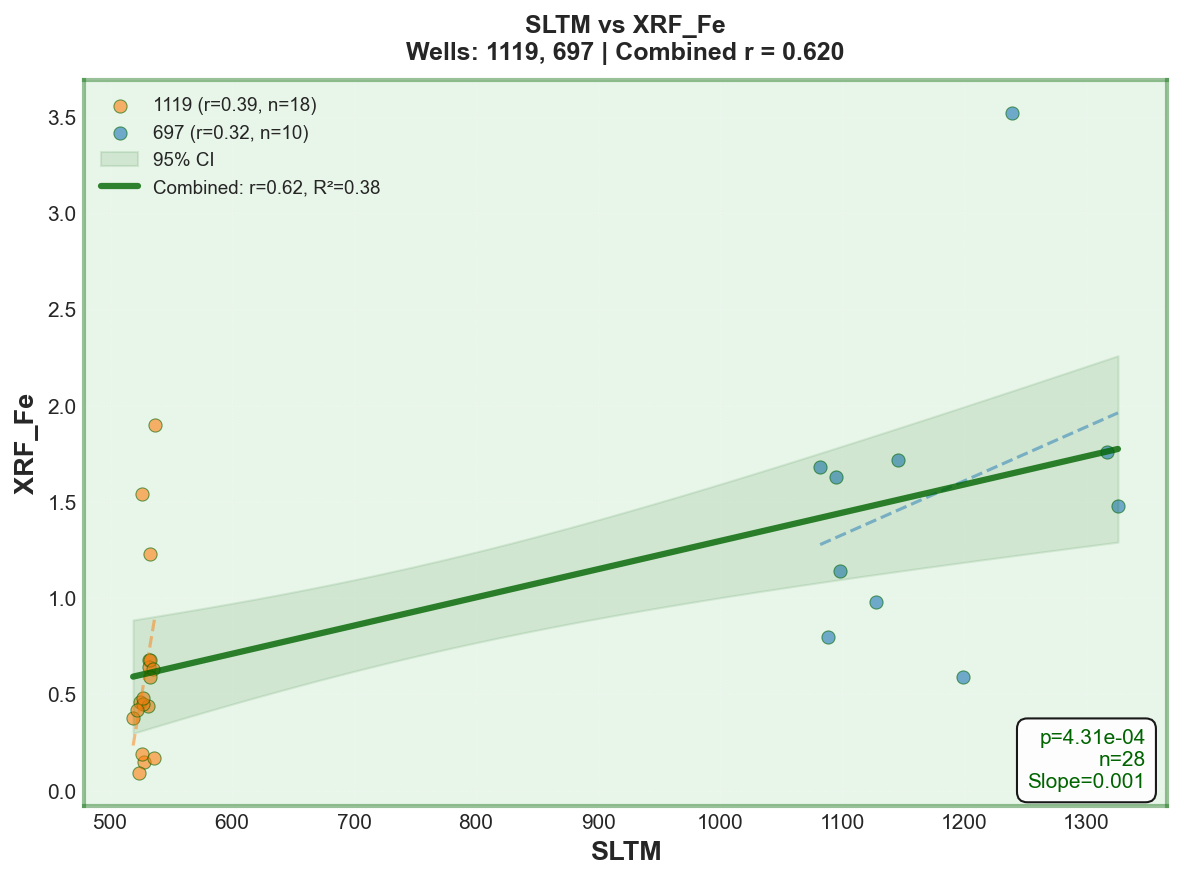 SLTM vs XRF_Fe
Wells: 1119, 697 | Combined r = 0.620
1119 (r=0.39, n=18)
697 (r=0.32, n=10)
95% CI
Combined: r=0.62, R²=0.38
XRF_Fe
3.5
3.0
2.5
2.0
1.5
1.0
0.5
0.0
p=4.31e-04
n=28
Slope=0.001
500 600 700 800 900 1000 1100 1200 1300
SLTM